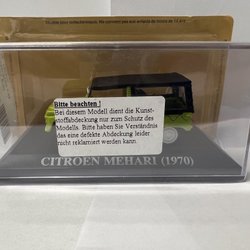 Bitte beachten !
Bei diesem Modell dient die Kunst-
stoffabdeckung nur zum Schutz des
Modells. Bitte haben Sie Verständnis
das eine defekte Abdeckung leider
nicht reklamiert werden kann.
CITROEN MEHARI (1970)